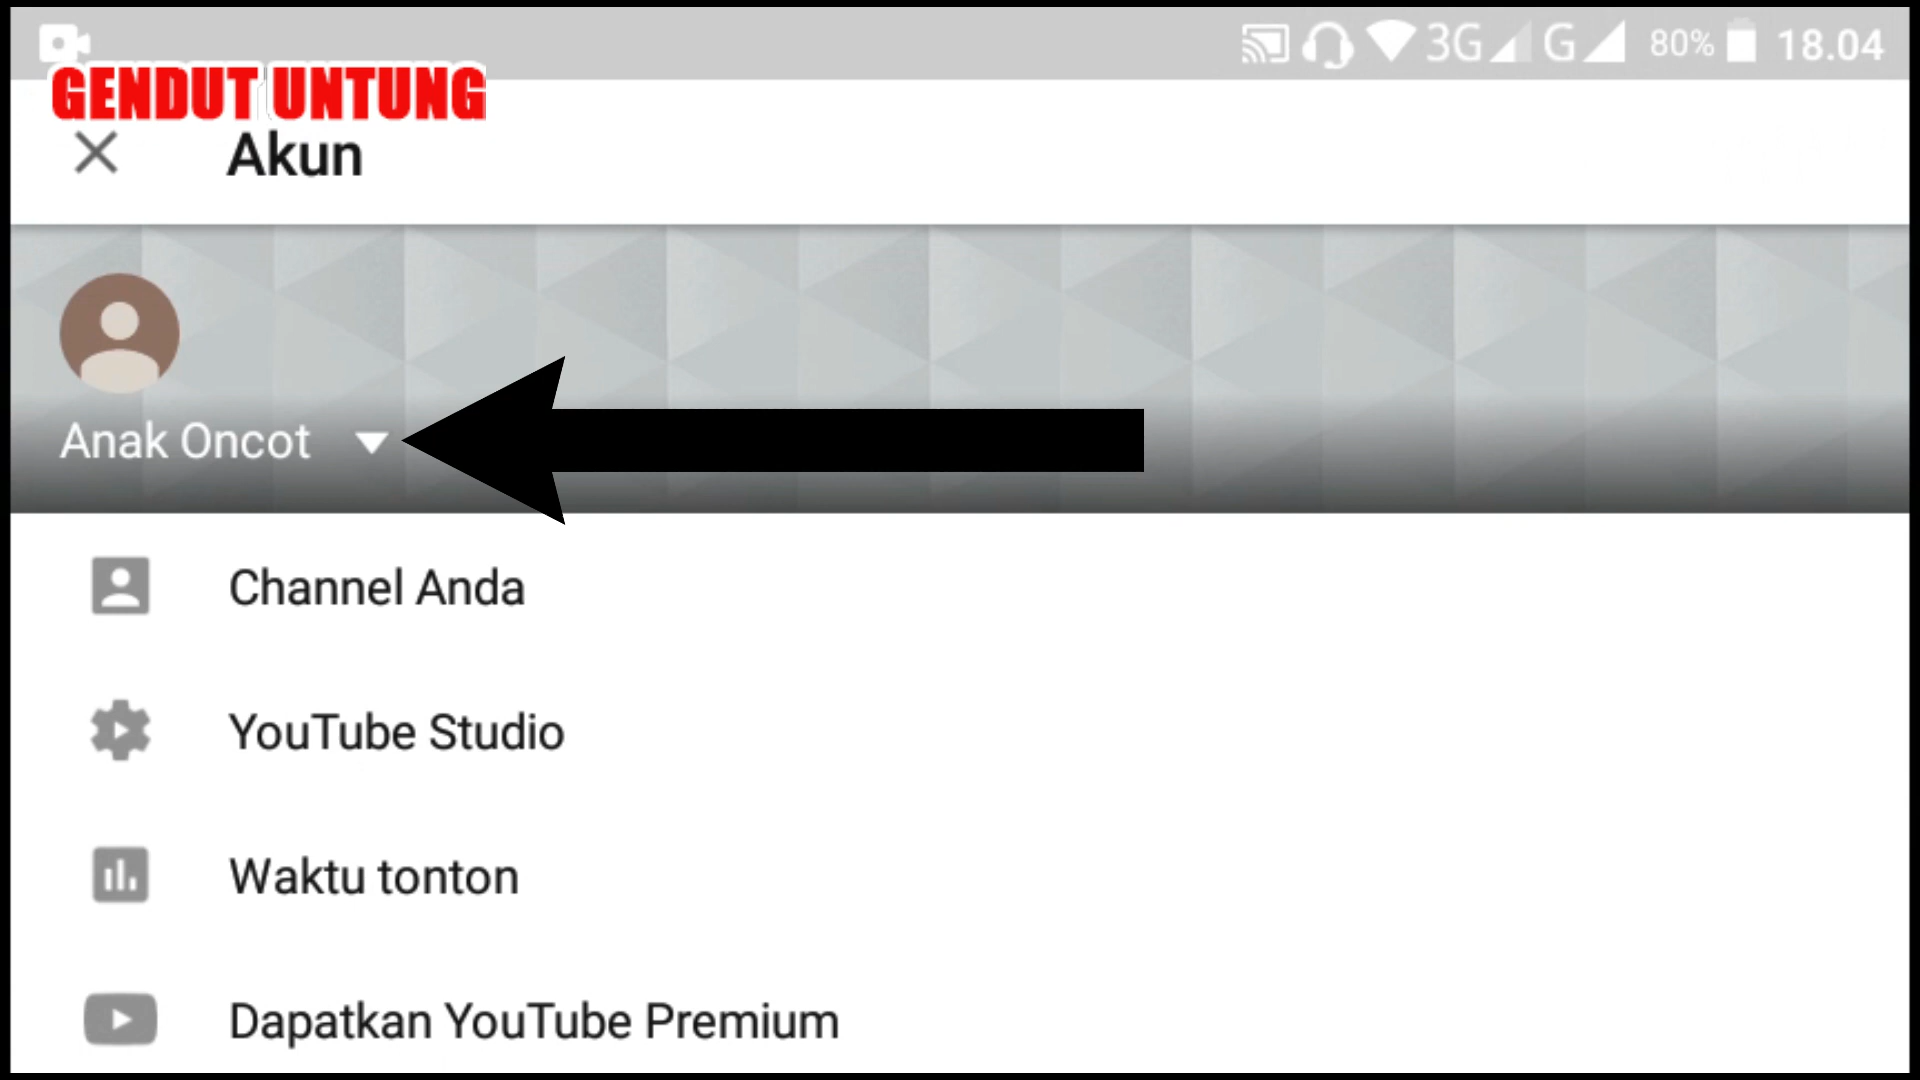 3G G 80% 18.04
GENDUT UNTUNG
Akun
Anak Oncot
Channel Anda
YouTube Studio
Waktu tonton
Dapatkan YouTube Premium